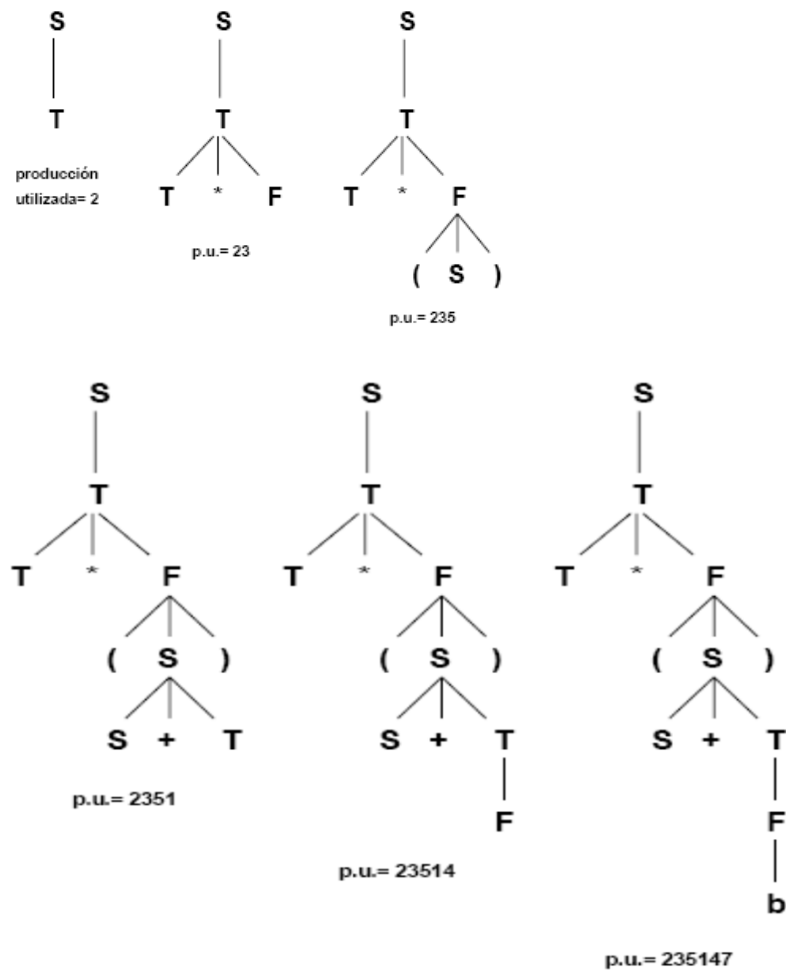 S S S
T T T
producción
utilizada= 2
T * F T * F
p.u.= 23
( S )
p.u.= 235
S S S
T T T
T * F T * F T * F
( S ) ( S ) ( S )
S + T S + T S + T
p.u.= 2351
F F
p.u.= 23514
b
p.u.= 235147